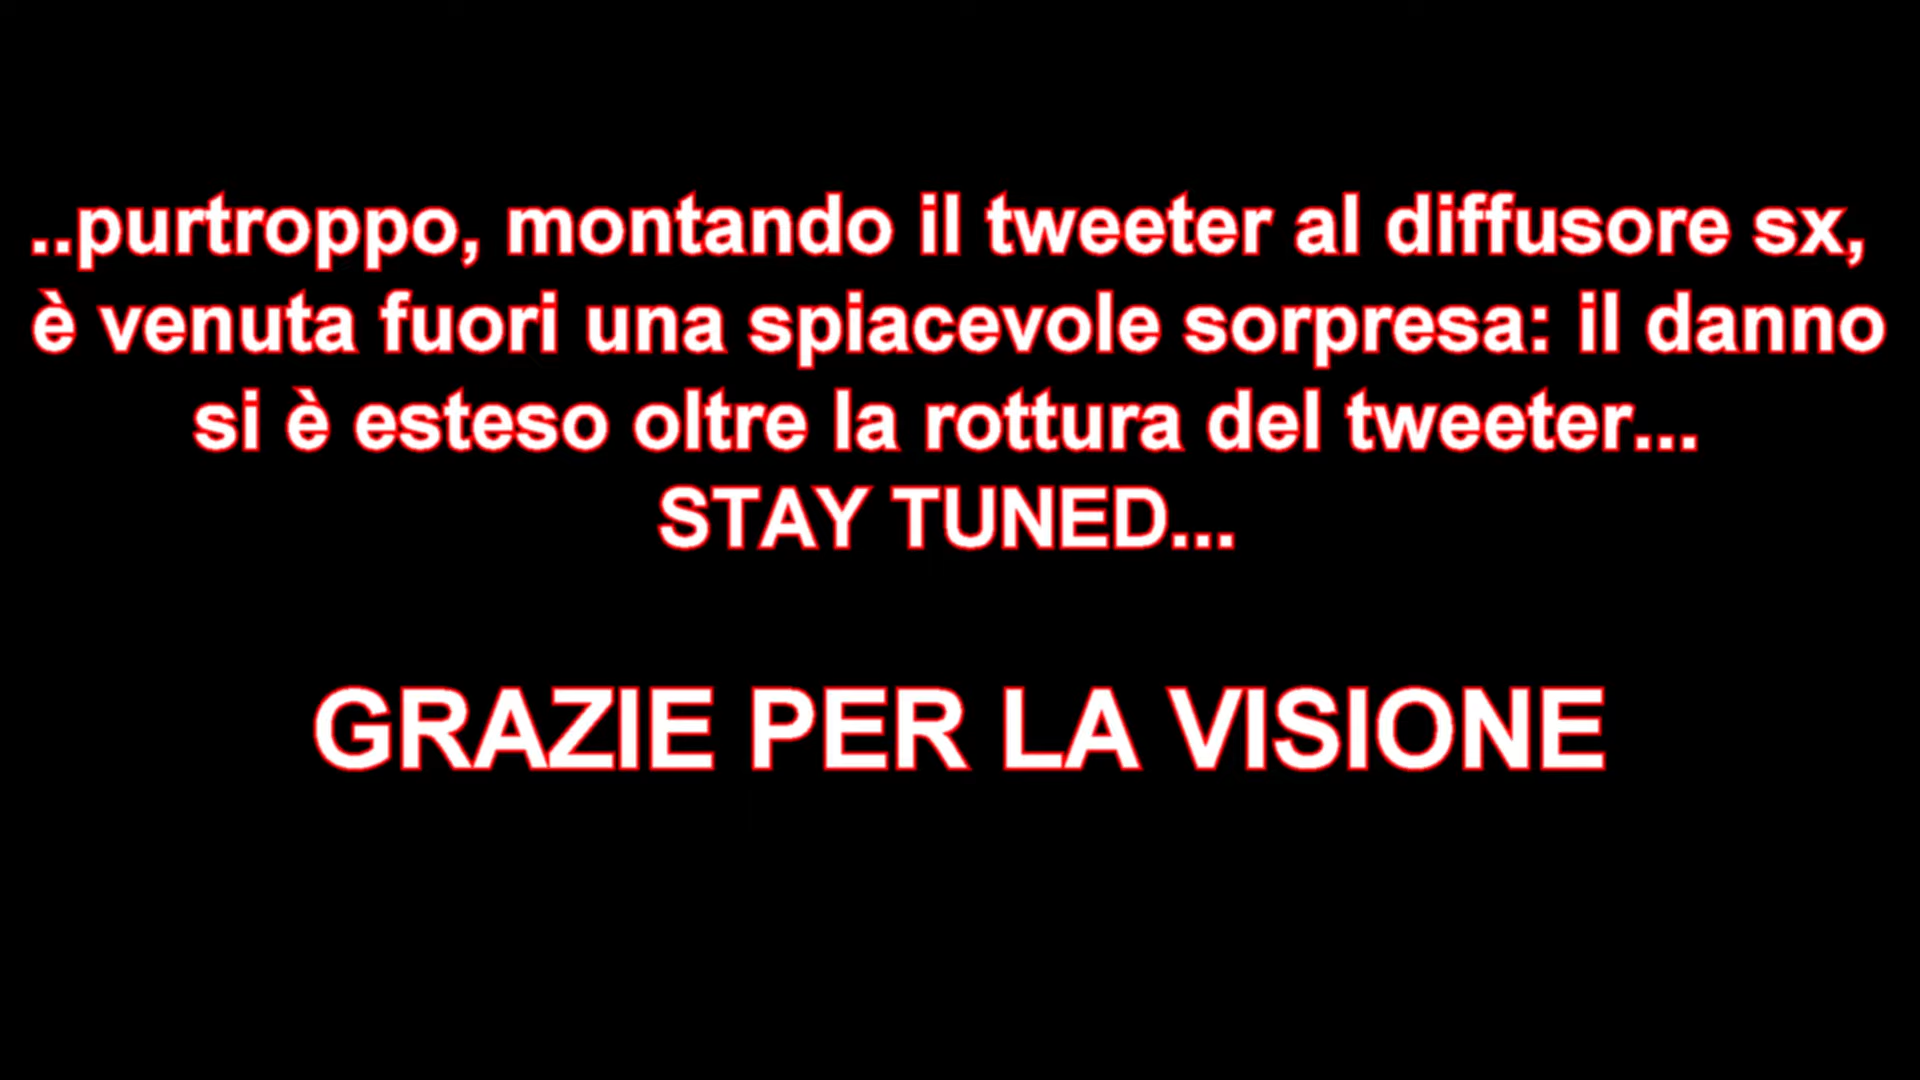 ..purtroppo, montando il tweeter al diffusore sx,
è venuta fuori una spiacevole sorpresa: il danno
si è esteso oltre la rottura del tweeter...
STAY TUNED...
GRAZIE PER LA VISIONE